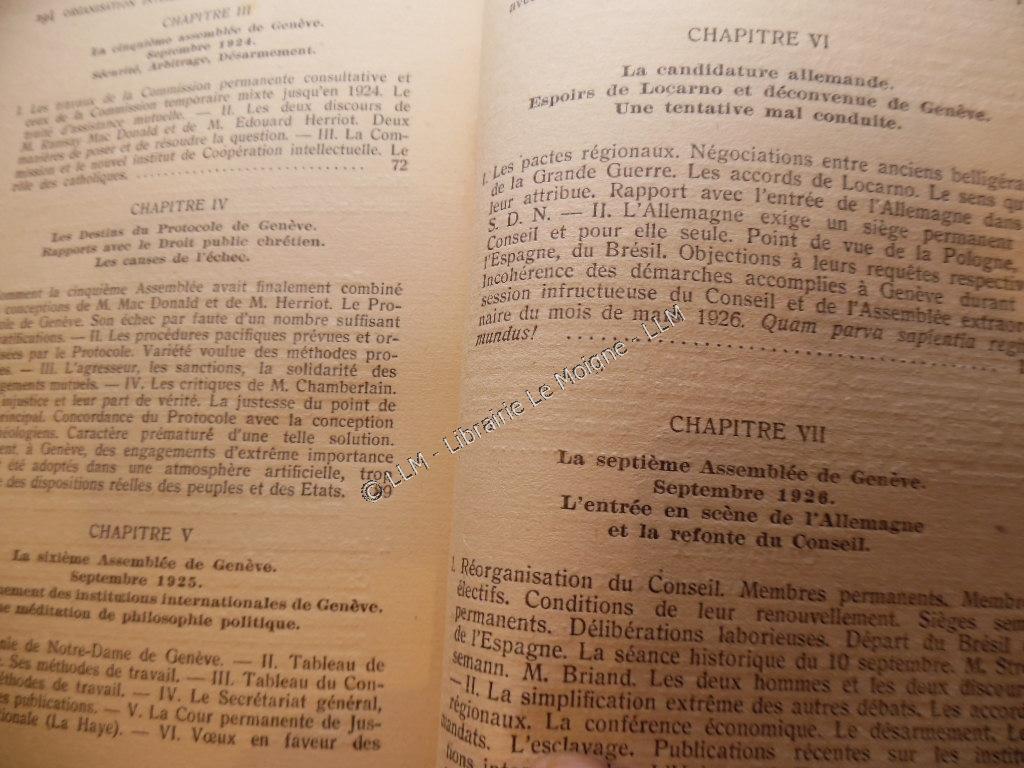 ORGANISATION
CHAPITRE III
La cinquième assemblée de Genève.
Septembre 1924.
Sécurité, Arbitrage, Désarmement.
I. Les travaux de la Commission permanente consultative et
ceux de la Commission temporaire mixte jusqu'en 1924. Le
traité d'assistance mutuelle. — II. Les deux discours de
M. Ramsay Mac Donald et de M. Edouard Herriot. Deux
manières de poser et de résoudre la question. — III. La Com-
mission et le nouvel institut de Coopération intellectuelle. Le
rôle des catholiques. 72
CHAPITRE IV
Les Destins du Protocole de Genève.
Rapports avec le Droit public chrétien.
Les causes de l'échec.
comment la cinquième Assemblée avait finalement combiné
conceptions de M. Mac Donald et de M. Herriot. Le Pro-
de Genève. Son échec par faute d'un nombre suffisant
— II. Les procédures pacifiques prévues et or-
par le Protocole. Variété voulue des méthodes pro-
— III. L'agresseur, les sanctions, la solidarité des
mutuels. — IV. Les critiques de M. Chamberlain.
injustice et leur part de vérité. La justesse du point de
Concordance du Protocole avec la conception
Caractère prématuré d'une telle solution.
à Genève, des engagements d'extrême importance
été adoptés dans une atmosphère artificielle, trop
des dispositions réelles des peuples et des Etats.
CHAPITRE V
La sixième Assemblée de Genève.
Septembre 1925.
des institutions internationales de Genève.
méditation de philosophie politique.
de Notre-Dame de Genève. — II. Tableau de
Ses méthodes de travail. — III. Tableau du Con-
méthodes de travail. — IV. Le Secrétariat général,
publications. — V. La Cour permanente de Jus-
(La Haye). — VI. Vœux en faveur des
CHAPITRE VI
La candidature allemande.
Espoirs de Locarno et déconvenue de Genève.
Une tentative mal conduite.
I. Les pactes régionaux. Négociations entre anciens
de la Grande Guerre. Les accords de Locarno. Le sens
leur attribue. Rapport avec l'entrée de l'Allemagne dans
S. D. N. — II. L'Allemagne exige un siège permanent
Conseil et pour elle seule. Point de vue de la Pologne,
l'Espagne, du Brésil. Objections à leurs requêtes
Incohérence des démarches accomplies à Genève durant
session infructueuse du Conseil et de l'Assemblée
naire du mois de mars 1926. Quam parva sapientia
mundus!
CHAPITRE VII
La septième Assemblée de Genève.
Septembre 1926.
L'entrée en scène de l'Allemagne
et la refonte du Conseil.
I. Réorganisation du Conseil. Membres permanents.
électifs. Conditions de leur renouvellement. Sièges
permanents. Délibérations laborieuses. Départ du Brésil
de l'Espagne. La séance historique du 10 septembre. M.
semann. M. Briand. Les deux hommes et les deux
— II. La simplification extrême des autres débats. Les
régionaux. La conférence économique. Le désarmement.
mandats. L'esclavage. Publications récentes sur les
© LLM - Librairie Le Moigne - LLM